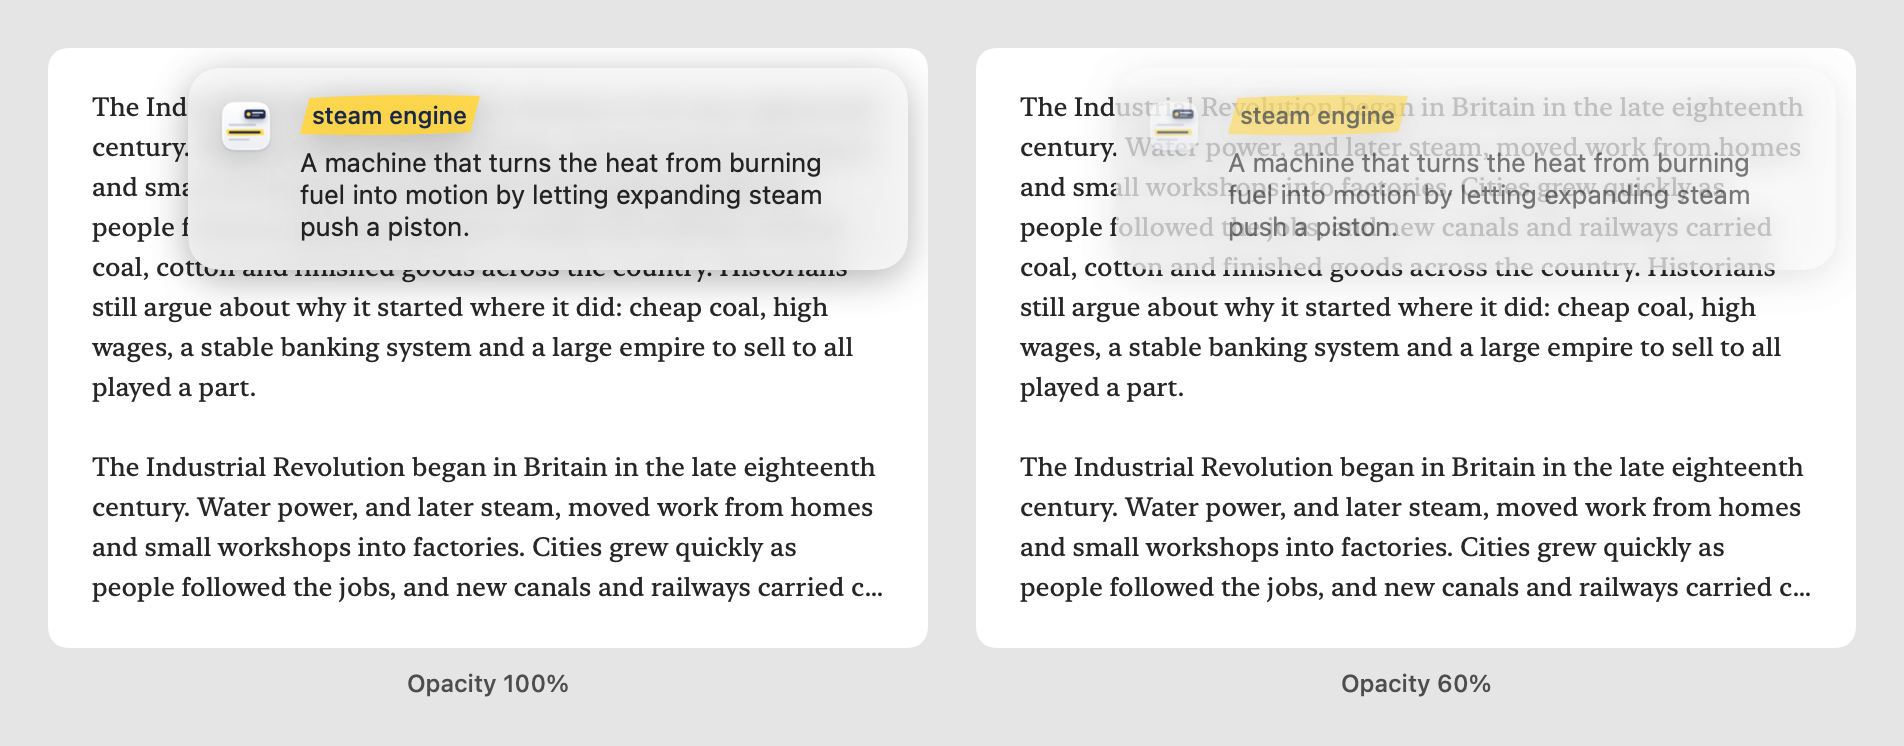 The Ind
century.
and sma
people f
steam engine
A machine that turns the heat from burning
fuel into motion by letting expanding steam
push a piston.
coal, cotton and finished goods across the country. Historians
still argue about why it started where it did: cheap coal, high
wages, a stable banking system and a large empire to sell to all
played a part.
The Industrial Revolution began in Britain in the late eighteenth
century. Water power, and later steam, moved work from homes
and small workshops into factories. Cities grew quickly as
people followed the jobs, and new canals and railways carried c...
Opacity 100%
The Industrial Revolution began in Britain in the late eighteenth
century. Water power, and later steam, moved work from homes
and small workshops into factories. Cities grew quickly as
people followed the jobs, and new canals and railways carried
steam engine
A machine that turns the heat from burning
fuel into motion by letting expanding steam
push a piston.
coal, cotton and finished goods across the country. Historians
still argue about why it started where it did: cheap coal, high
wages, a stable banking system and a large empire to sell to all
played a part.
The Industrial Revolution began in Britain in the late eighteenth
century. Water power, and later steam, moved work from homes
and small workshops into factories. Cities grew quickly as
people followed the jobs, and new canals and railways carried c...
Opacity 60%